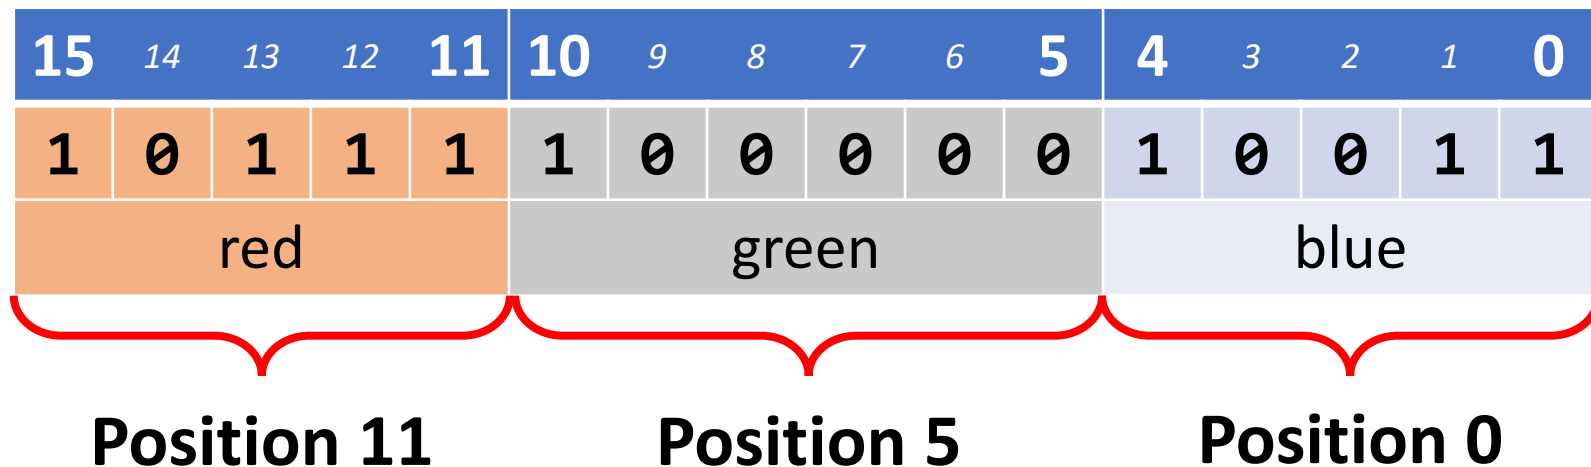 15 14 13 12 11 10 9 8 7 6 5 4 3 2 1 0
1 0 1 1 1 1 0 0 0 0 0 1 0 0 1 1
red green blue
Position 11 Position 5 Position 0